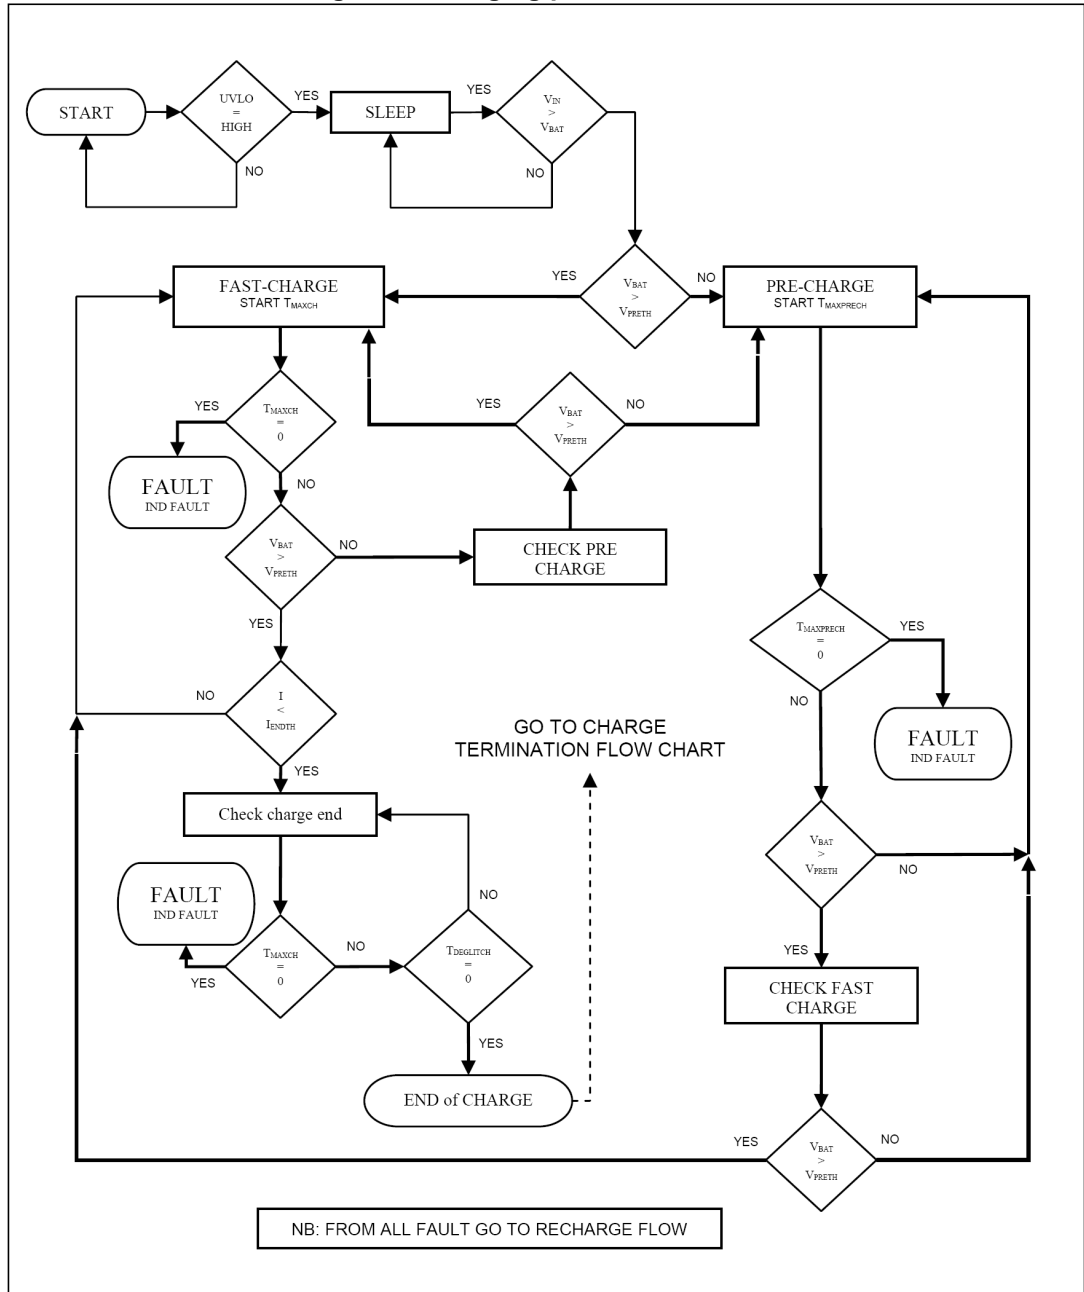 START
UVLO
=
HIGH
YES
NO
SLEEP
YES
VIN
>
VBAT
NO
FAST-CHARGE
START TMAXCH
YES
VBAT
>
VPRETH
NO
PRE-CHARGE
START TMAXPRECH
YES
TMAXCH
=
0
NO
FAULT
IND FAULT
YES
VBAT
>
VPRETH
NO
VBAT
>
VPRETH
NO
YES
CHECK PRE
CHARGE
TMAXPRECH
=
0
YES
NO
FAULT
IND FAULT
NO
I
<
IENDTH
YES
GO TO CHARGE
TERMINATION FLOW CHART
Check charge end
VBAT
>
VPRETH
NO
YES
FAULT
IND FAULT
TMAXCH
=
0
YES
NO
TDEGLITCH
=
0
NO
YES
CHECK FAST
CHARGE
END of CHARGE
YES
VBAT
>
VPRETH
NO
NB: FROM ALL FAULT GO TO RECHARGE FLOW